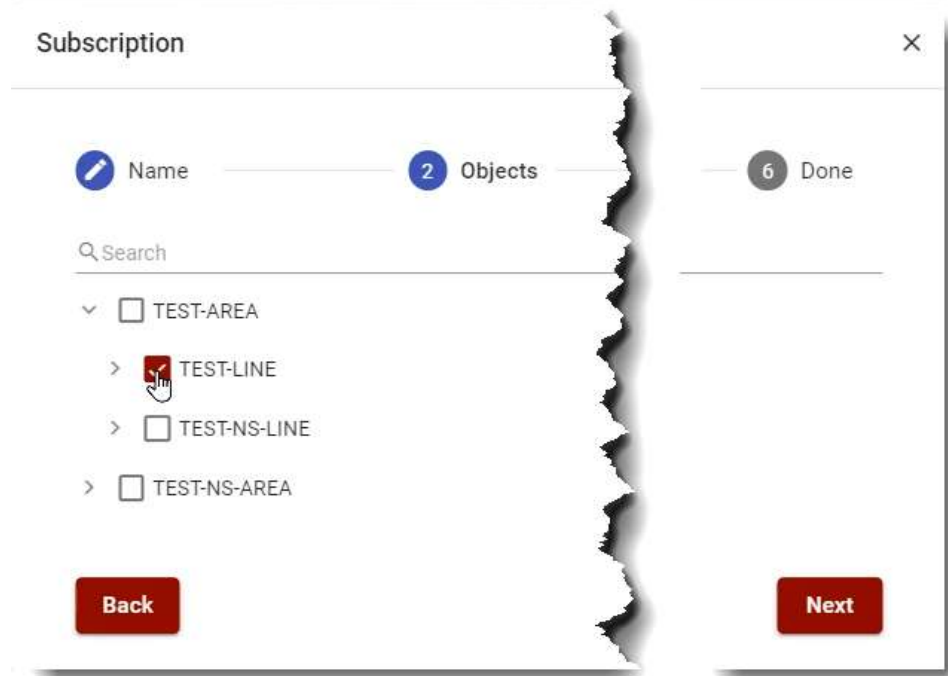 Subscription
Name 2 Objects 6 Done
Search
TEST-AREA
TEST-LINE
TEST-NS-LINE
TEST-NS-AREA
Back Next